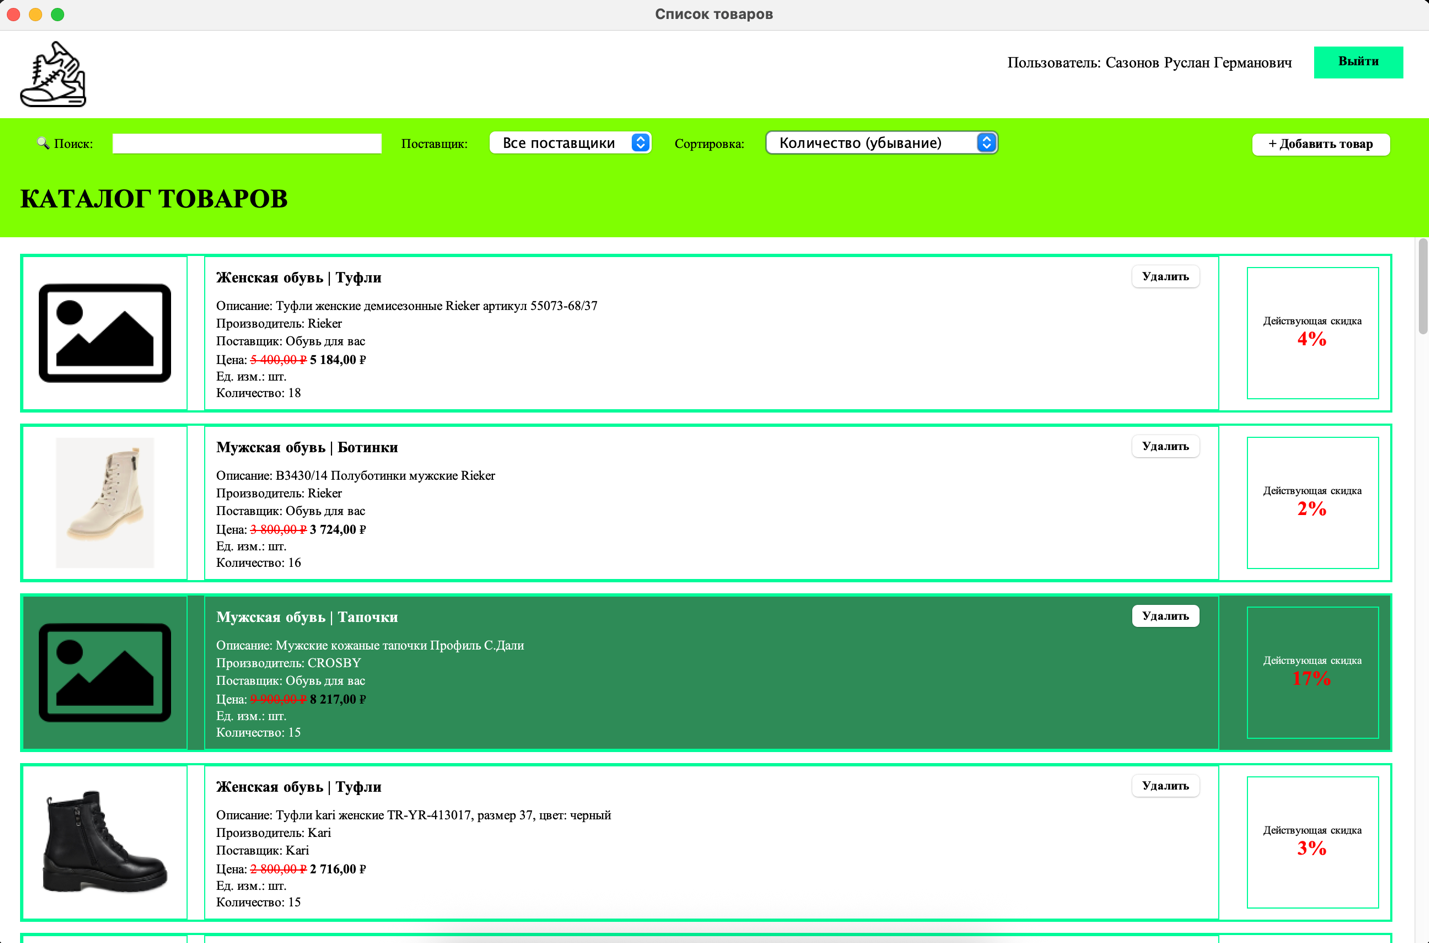 Список товаров
Пользователь: Сазонов Руслан Германович
Выйти
Поиск:
Поставщик:
Все поставщики
Сортировка:
Количество (убывание)
+ Добавить товар
КАТАЛОГ ТОВАРОВ
Женская обувь | Туфли
Удалить
Описание: Туфли женские демисезонные Rieker артикул 55073-68/37
Производитель: Rieker
Поставщик: Обувь для вас
Цена: 5 400,00 ₽ 5 184,00 ₽
Ед. изм.: шт.
Количество: 18
Действующая скидка
4%
Мужская обувь | Ботинки
Удалить
Описание: B3430/14 Полуботинки мужские Rieker
Производитель: Rieker
Поставщик: Обувь для вас
Цена: 3 800,00 ₽ 3 724,00 ₽
Ед. изм.: шт.
Количество: 16
Действующая скидка
2%
Мужская обувь | Тапочки
Удалить
Описание: Мужские кожаные тапочки Профиль С.Дали
Производитель: CROSBY
Поставщик: Обувь для вас
Цена: 9 900,00 ₽ 8 217,00 ₽
Ед. изм.: шт.
Количество: 15
Действующая скидка
17%
Женская обувь | Туфли
Удалить
Описание: Туфли kari женские TR-YR-413017, размер 37, цвет: черный
Производитель: Kari
Поставщик: Kari
Цена: 2 800,00 ₽ 2 716,00 ₽
Ед. изм.: шт.
Количество: 15
Действующая скидка
3%